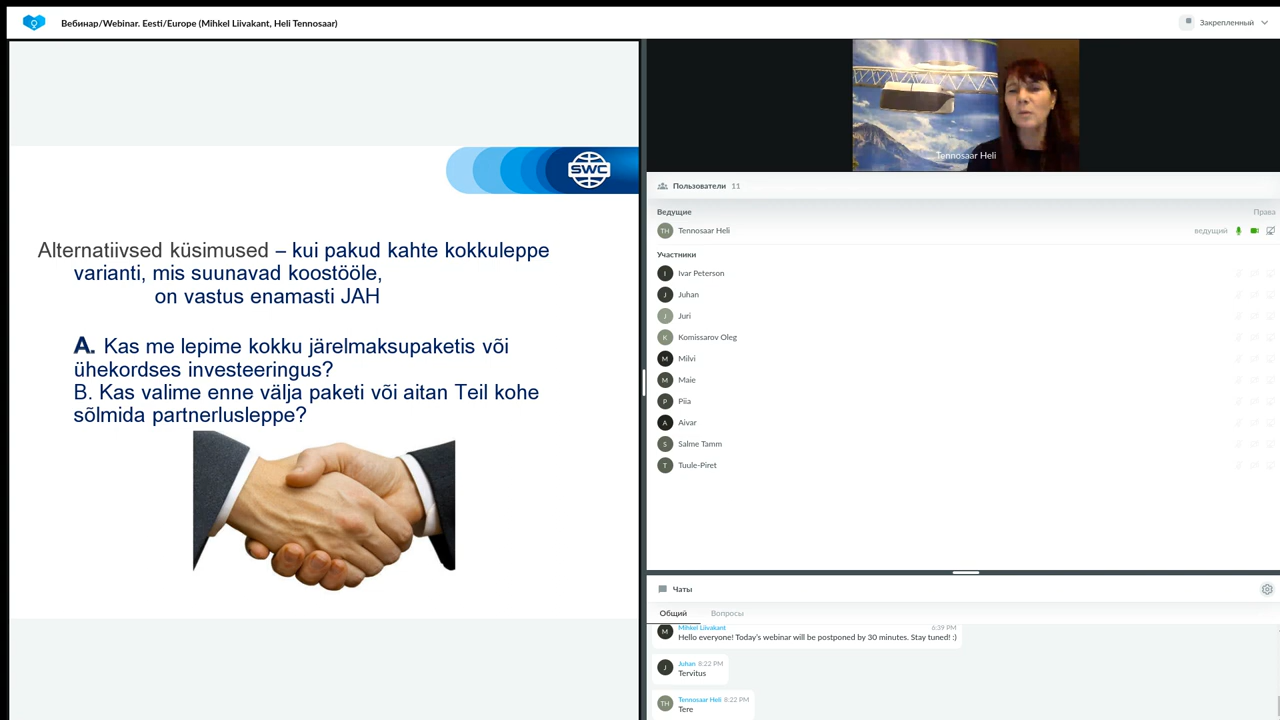 Вебинар/Webinar. Eesti/Europe (Mihkel Liivakant, Heli Tennosaar)
Закрепленный
SWC
Alternatiivsed küsimused – kui pakud kahte kokkuleppe
varianti, mis suunavad koostööle,
on vastus enamasti JAH
A. Kas me lepime kokku järelmaksupaketis või
ühekordses investeeringus?
B. Kas valime enne välja paketi või aitan Teil kohe
sõlmida partnerlusleppe?
Tennosaar Heli
Пользователи 11
Ведущие Права
TH Tennosaar Heli ведущий
Участники
I Ivar Peterson
J Juhan
J Juri
K Komissarov Oleg
M Milvi
M Maie
P Piia
A Aivar
S Salme Tamm
T Tuule-Piret
Чаты
Общий Вопросы
Mihkel Liivakant 6:39 PM
M Hello everyone! Today's webinar will be postponed by 30 minutes. Stay tuned! :)
Juhan 8:22 PM
J Tervitus
Tennosaar Heli 8:22 PM
TH Tere